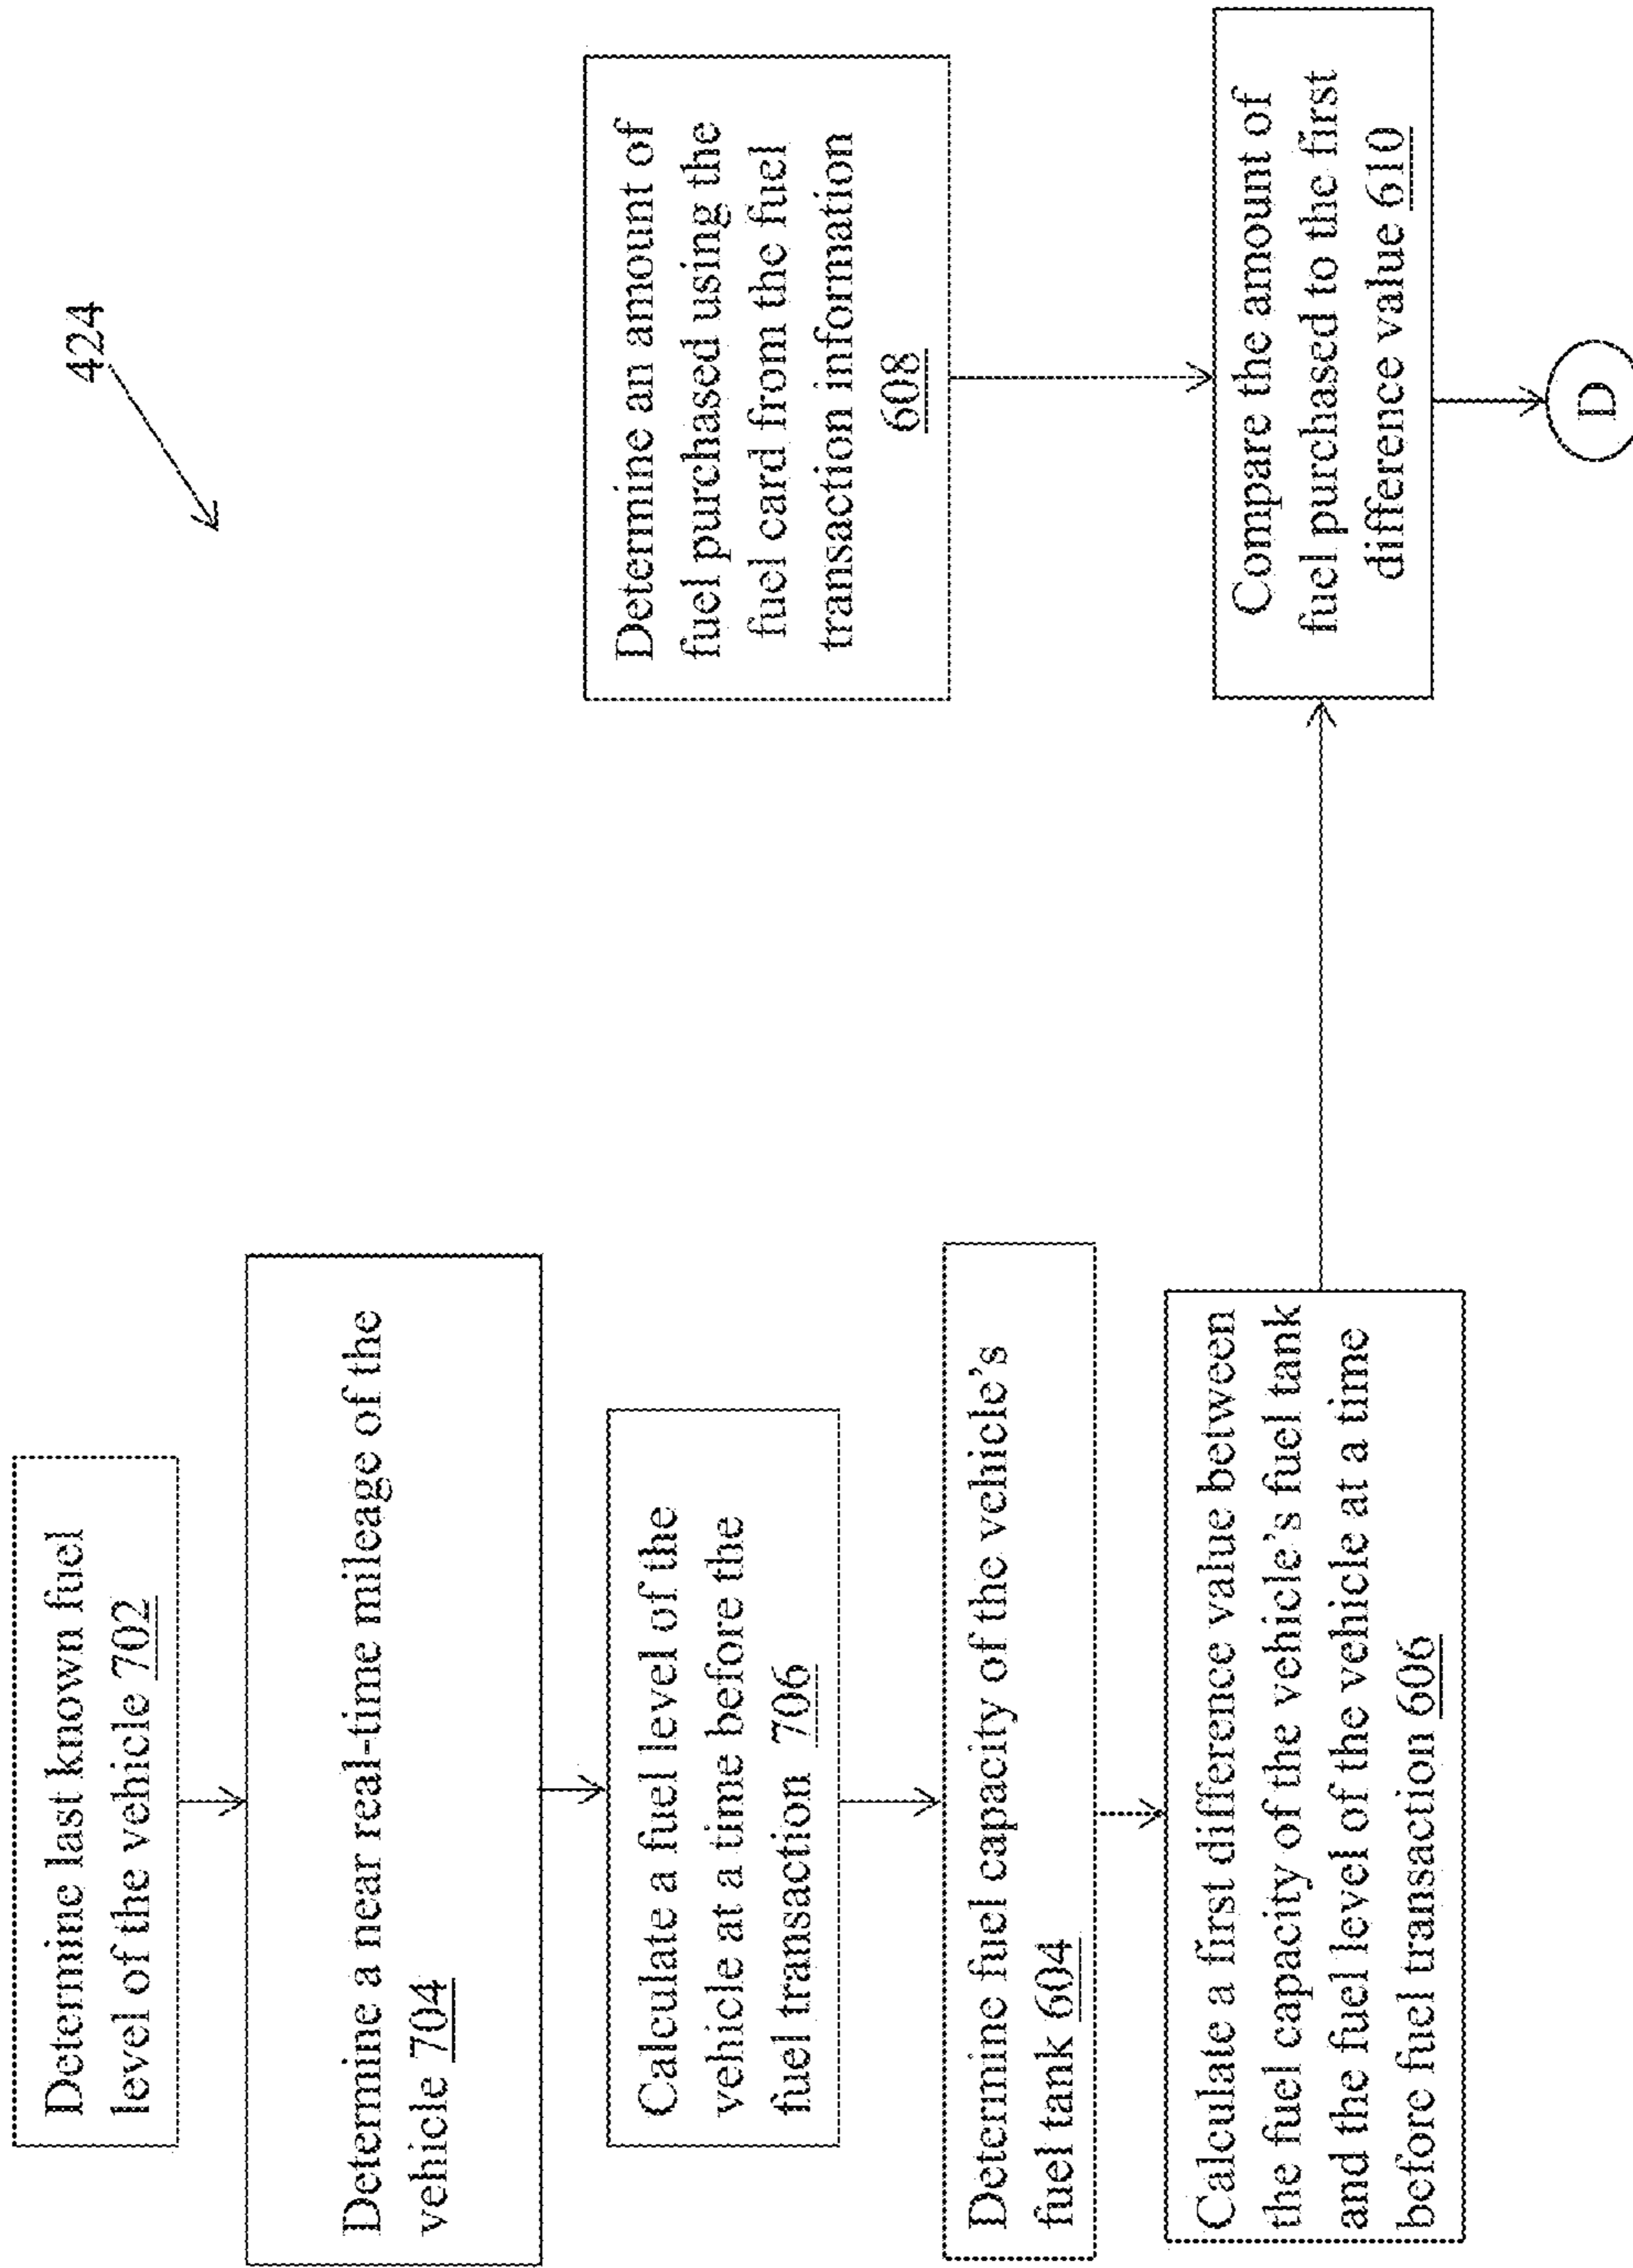 424
Determine last known fuel
level of the vehicle 702
Determine a near real-time mileage of the
vehicle 704
Calculate a fuel level of the
vehicle at a time before the
fuel transaction 706
Determine fuel capacity of the vehicle's
fuel tank 604
Calculate a first difference value between
the fuel capacity of the vehicle's fuel tank
and the fuel level of the vehicle at a time
before fuel transaction 606
Determine an amount of
fuel purchased using the
fuel card from the fuel
transaction information
608
Compare the amount of
fuel purchased to the first
difference value 610
D